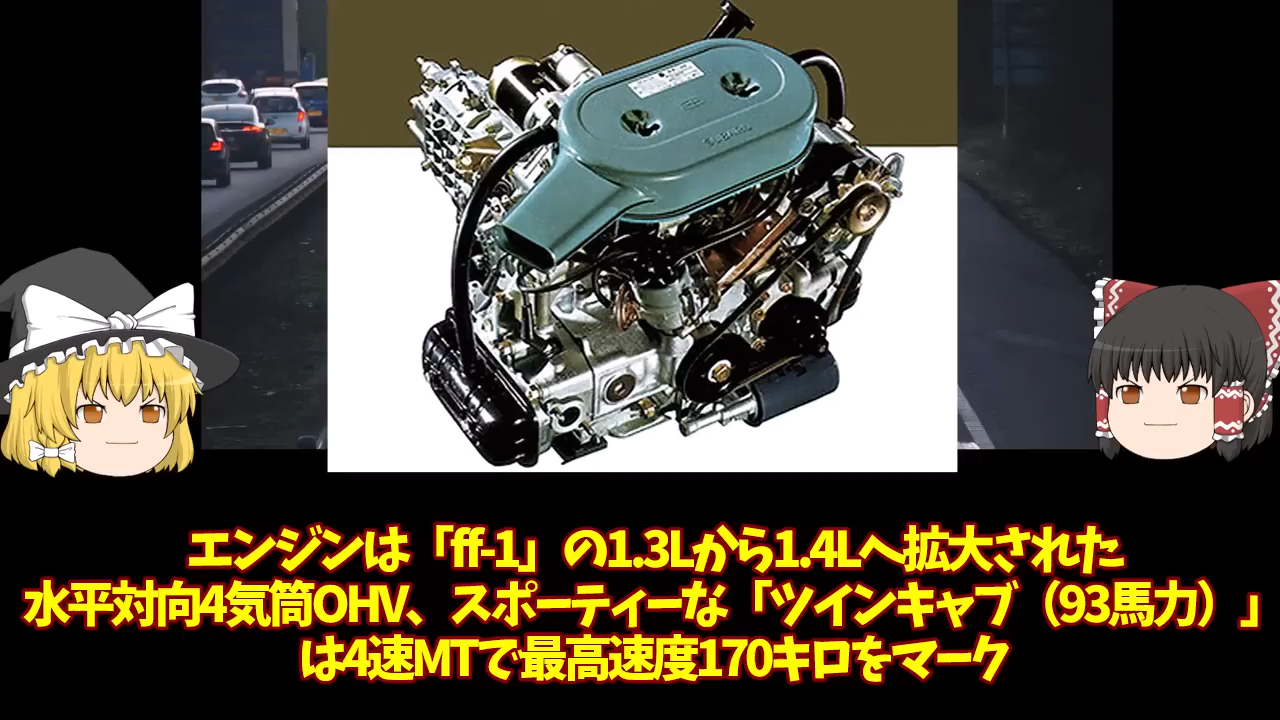 SUBARU
エンジンは「ff-1」の1.3Lから1.4Lへ拡大された
水平対向4気筒OHV、スポーティーな「ツインキャブ（93馬力）」
は4速MTで最高速度170キロをマーク